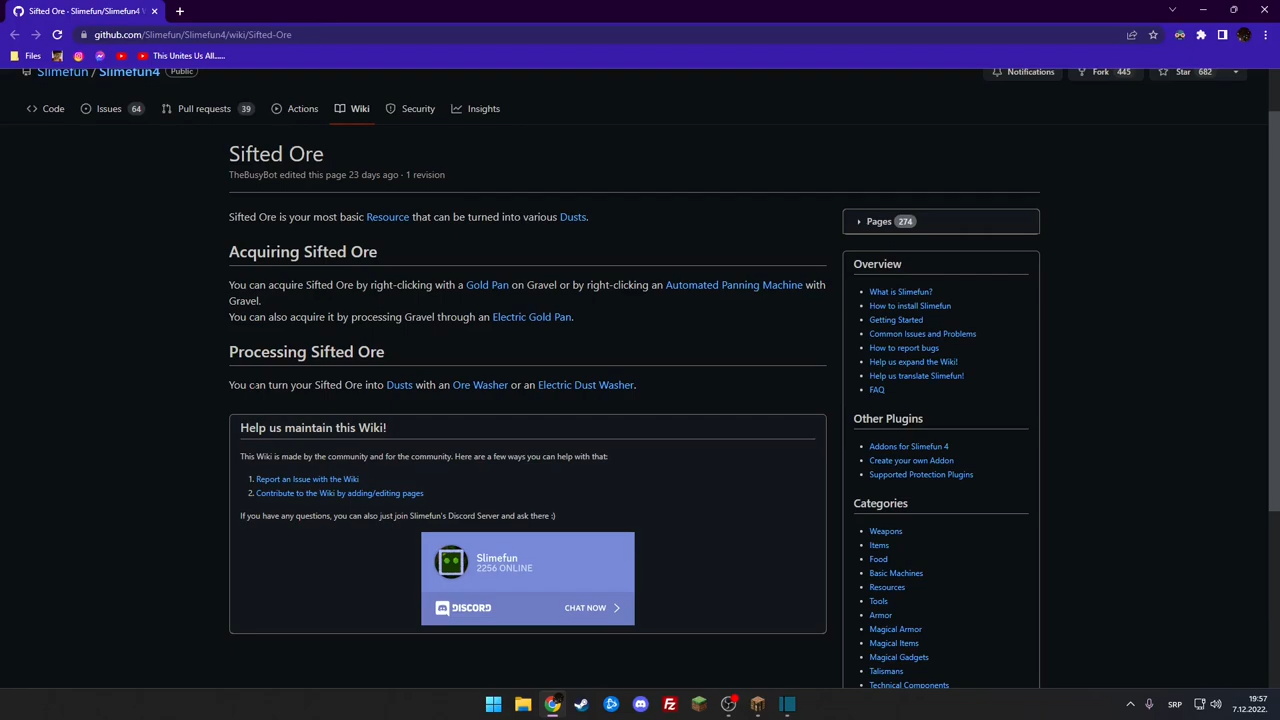 Sifted Ore - Slimefun/Slimefun4 V
github.com/Slimefun/Slimefun4/wiki/Sifted-Ore
Files
This Unites Us All......
Slimefun / Slimefun4 Public
Notifications
Fork 445
Star 682
Code
Issues 64
Pull requests 39
Actions
Wiki
Security
Insights
Sifted Ore
TheBusyBot edited this page 23 days ago · 1 revision
Sifted Ore is your most basic Resource that can be turned into various Dusts.
Acquiring Sifted Ore
You can acquire Sifted Ore by right-clicking with a Gold Pan on Gravel or by right-clicking an Automated Panning Machine with
Gravel.
You can also acquire it by processing Gravel through an Electric Gold Pan.
Processing Sifted Ore
You can turn your Sifted Ore into Dusts with an Ore Washer or an Electric Dust Washer.
Help us maintain this Wiki!
This Wiki is made by the community and for the community. Here are a few ways you can help with that:
1. Report an Issue with the Wiki
2. Contribute to the Wiki by adding/editing pages
If you have any questions, you can also just join Slimefun's Discord Server and ask there :)
Slimefun
2256 ONLINE
DISCORD
CHAT NOW
Pages 274
Overview
What is Slimefun?
How to install Slimefun
Getting Started
Common Issues and Problems
How to report bugs
Help us expand the Wiki!
Help us translate Slimefun!
FAQ
Other Plugins
Addons for Slimefun 4
Create your own Addon
Supported Protection Plugins
Categories
Weapons
Items
Food
Basic Machines
Resources
Tools
Armor
Magical Armor
Magical Items
Magical Gadgets
Talismans
Technical Components
SRP
19:57
7.12.2022.